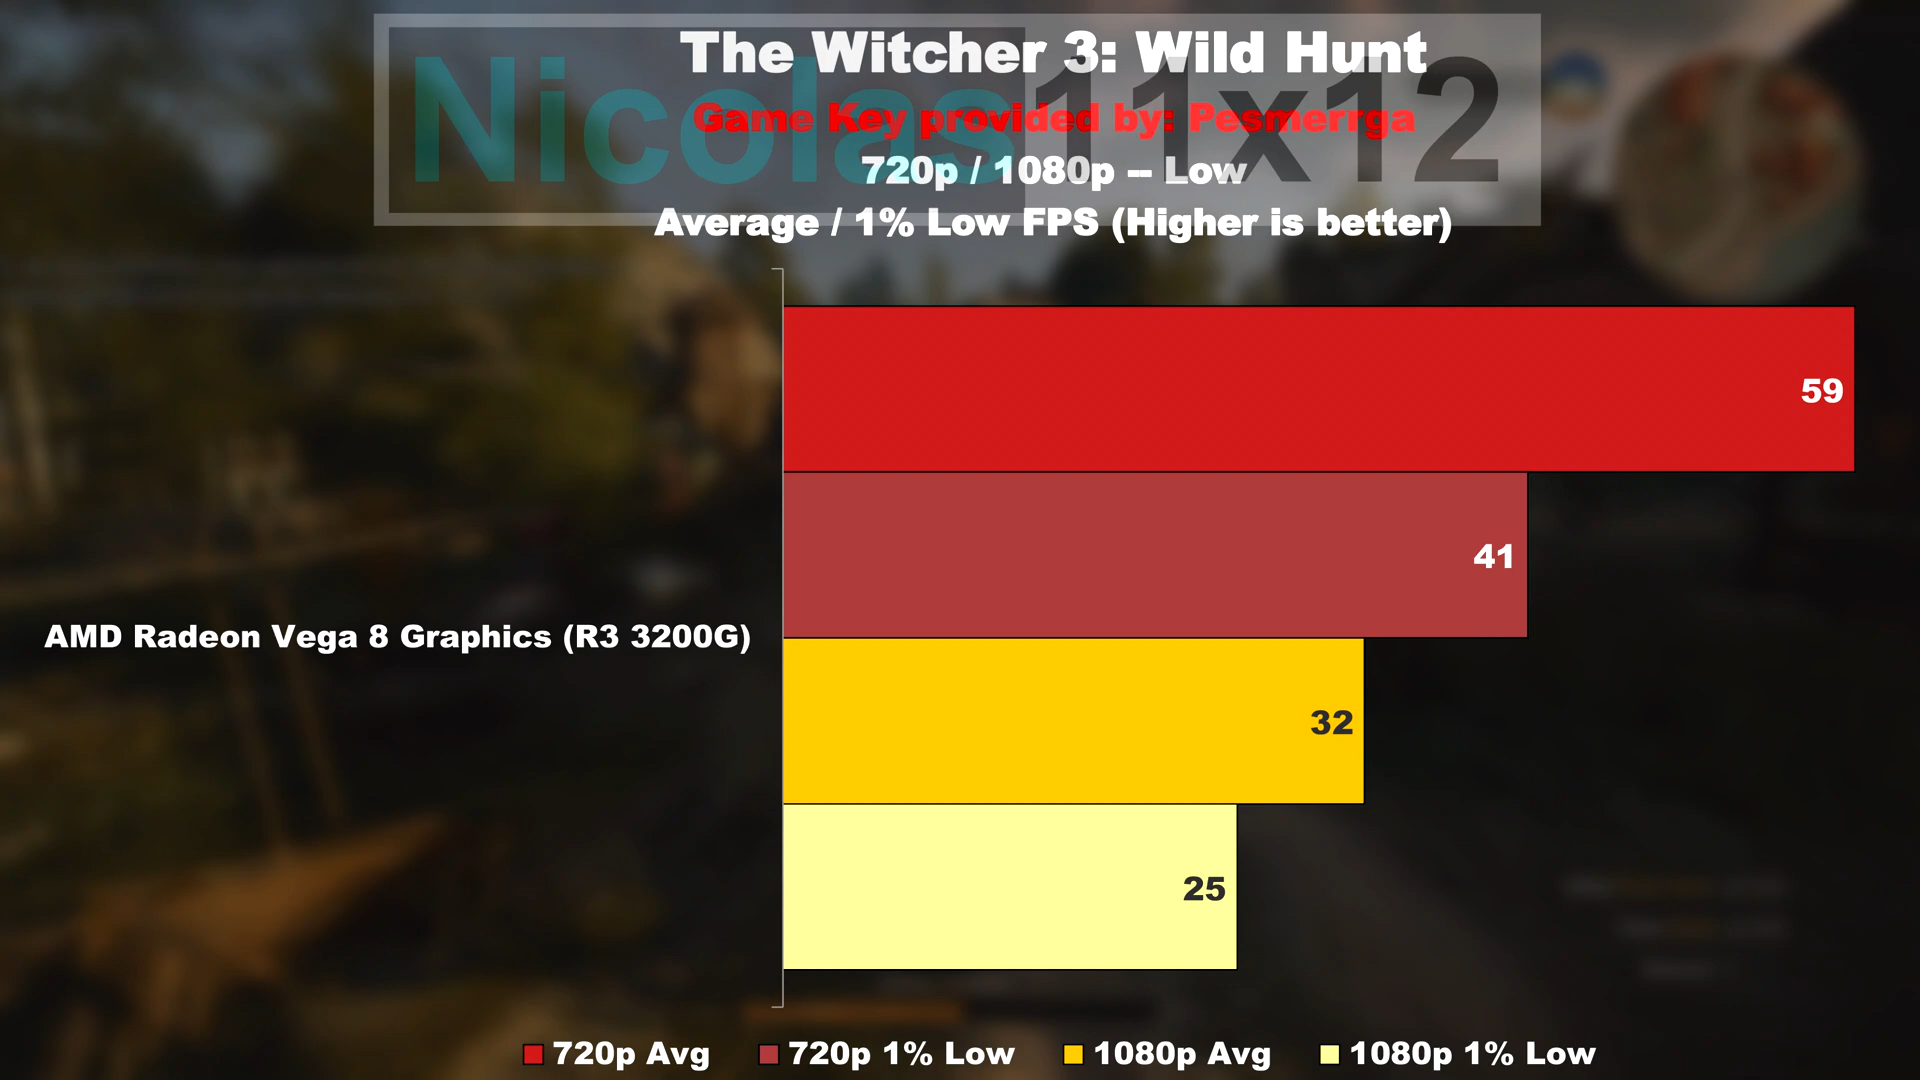 Nicolas11x12
The Witcher 3: Wild Hunt
Game Key provided by: Pesmerrga
720p / 1080p -- Low
Average / 1% Low FPS (Higher is better)
59
41
AMD Radeon Vega 8 Graphics (R3 3200G)
32
25
720p Avg
720p 1% Low
1080p Avg
1080p 1% Low